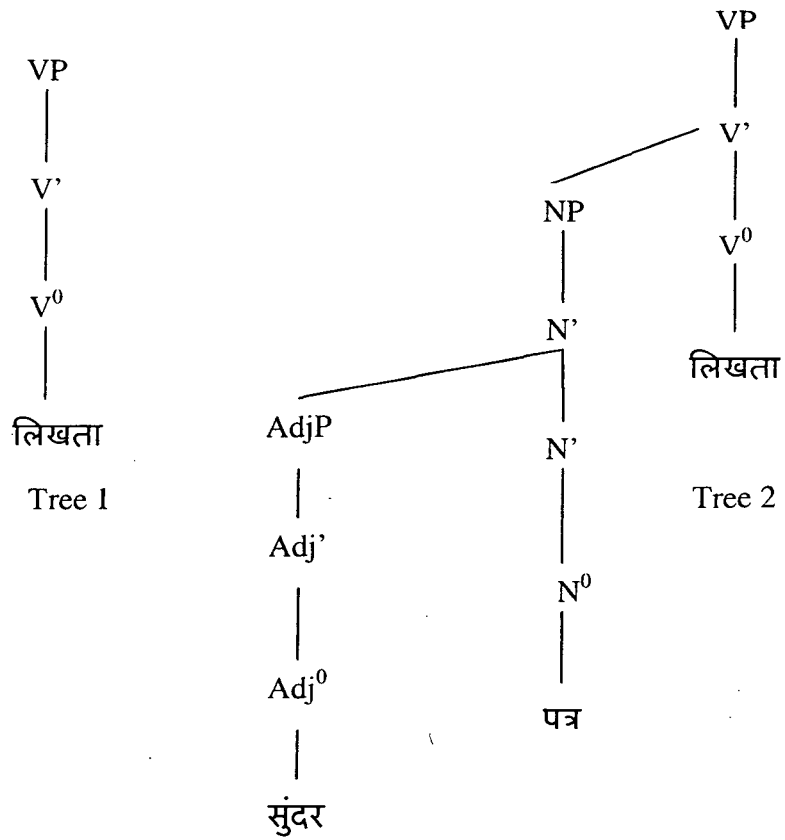 VP
V’
V⁰
लिखता
Tree 1
VP
V’
NP
V⁰
N’
लिखता
AdjP
N’
Tree 2
Adj’
N⁰
Adj⁰
पत्र
सुंदर